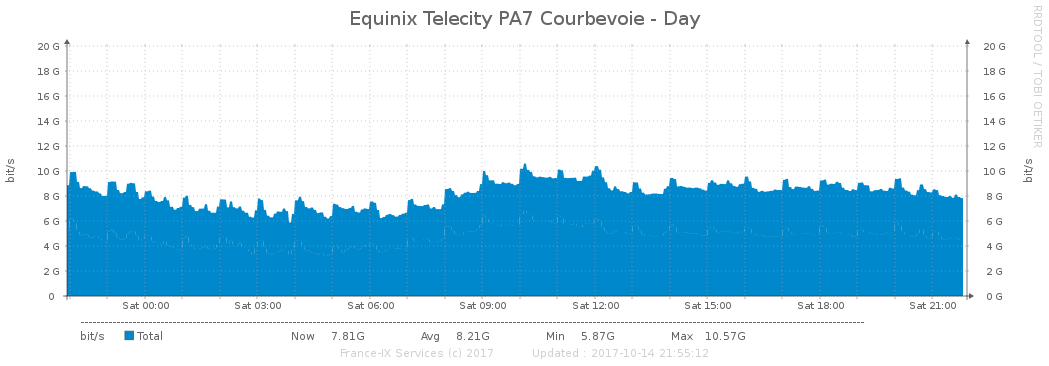 Equinix Telecity PA7 Courbevoie - Day
RRDTOOL / TOBI OETIKER
bit/s
bit/s
20 G 20 G
18 G 18 G
16 G 16 G
14 G 14 G
12 G 12 G
10 G 10 G
8 G 8 G
6 G 6 G
4 G 4 G
2 G 2 G
0 0 G
Sat 00:00 Sat 03:00 Sat 06:00 Sat 09:00 Sat 12:00 Sat 15:00 Sat 18:00 Sat 21:00
bit/s Total Now 7.81G Avg 8.21G Min 5.87G Max 10.57G
France-IX Services (c) 2017 Updated : 2017-10-14 21:55:12